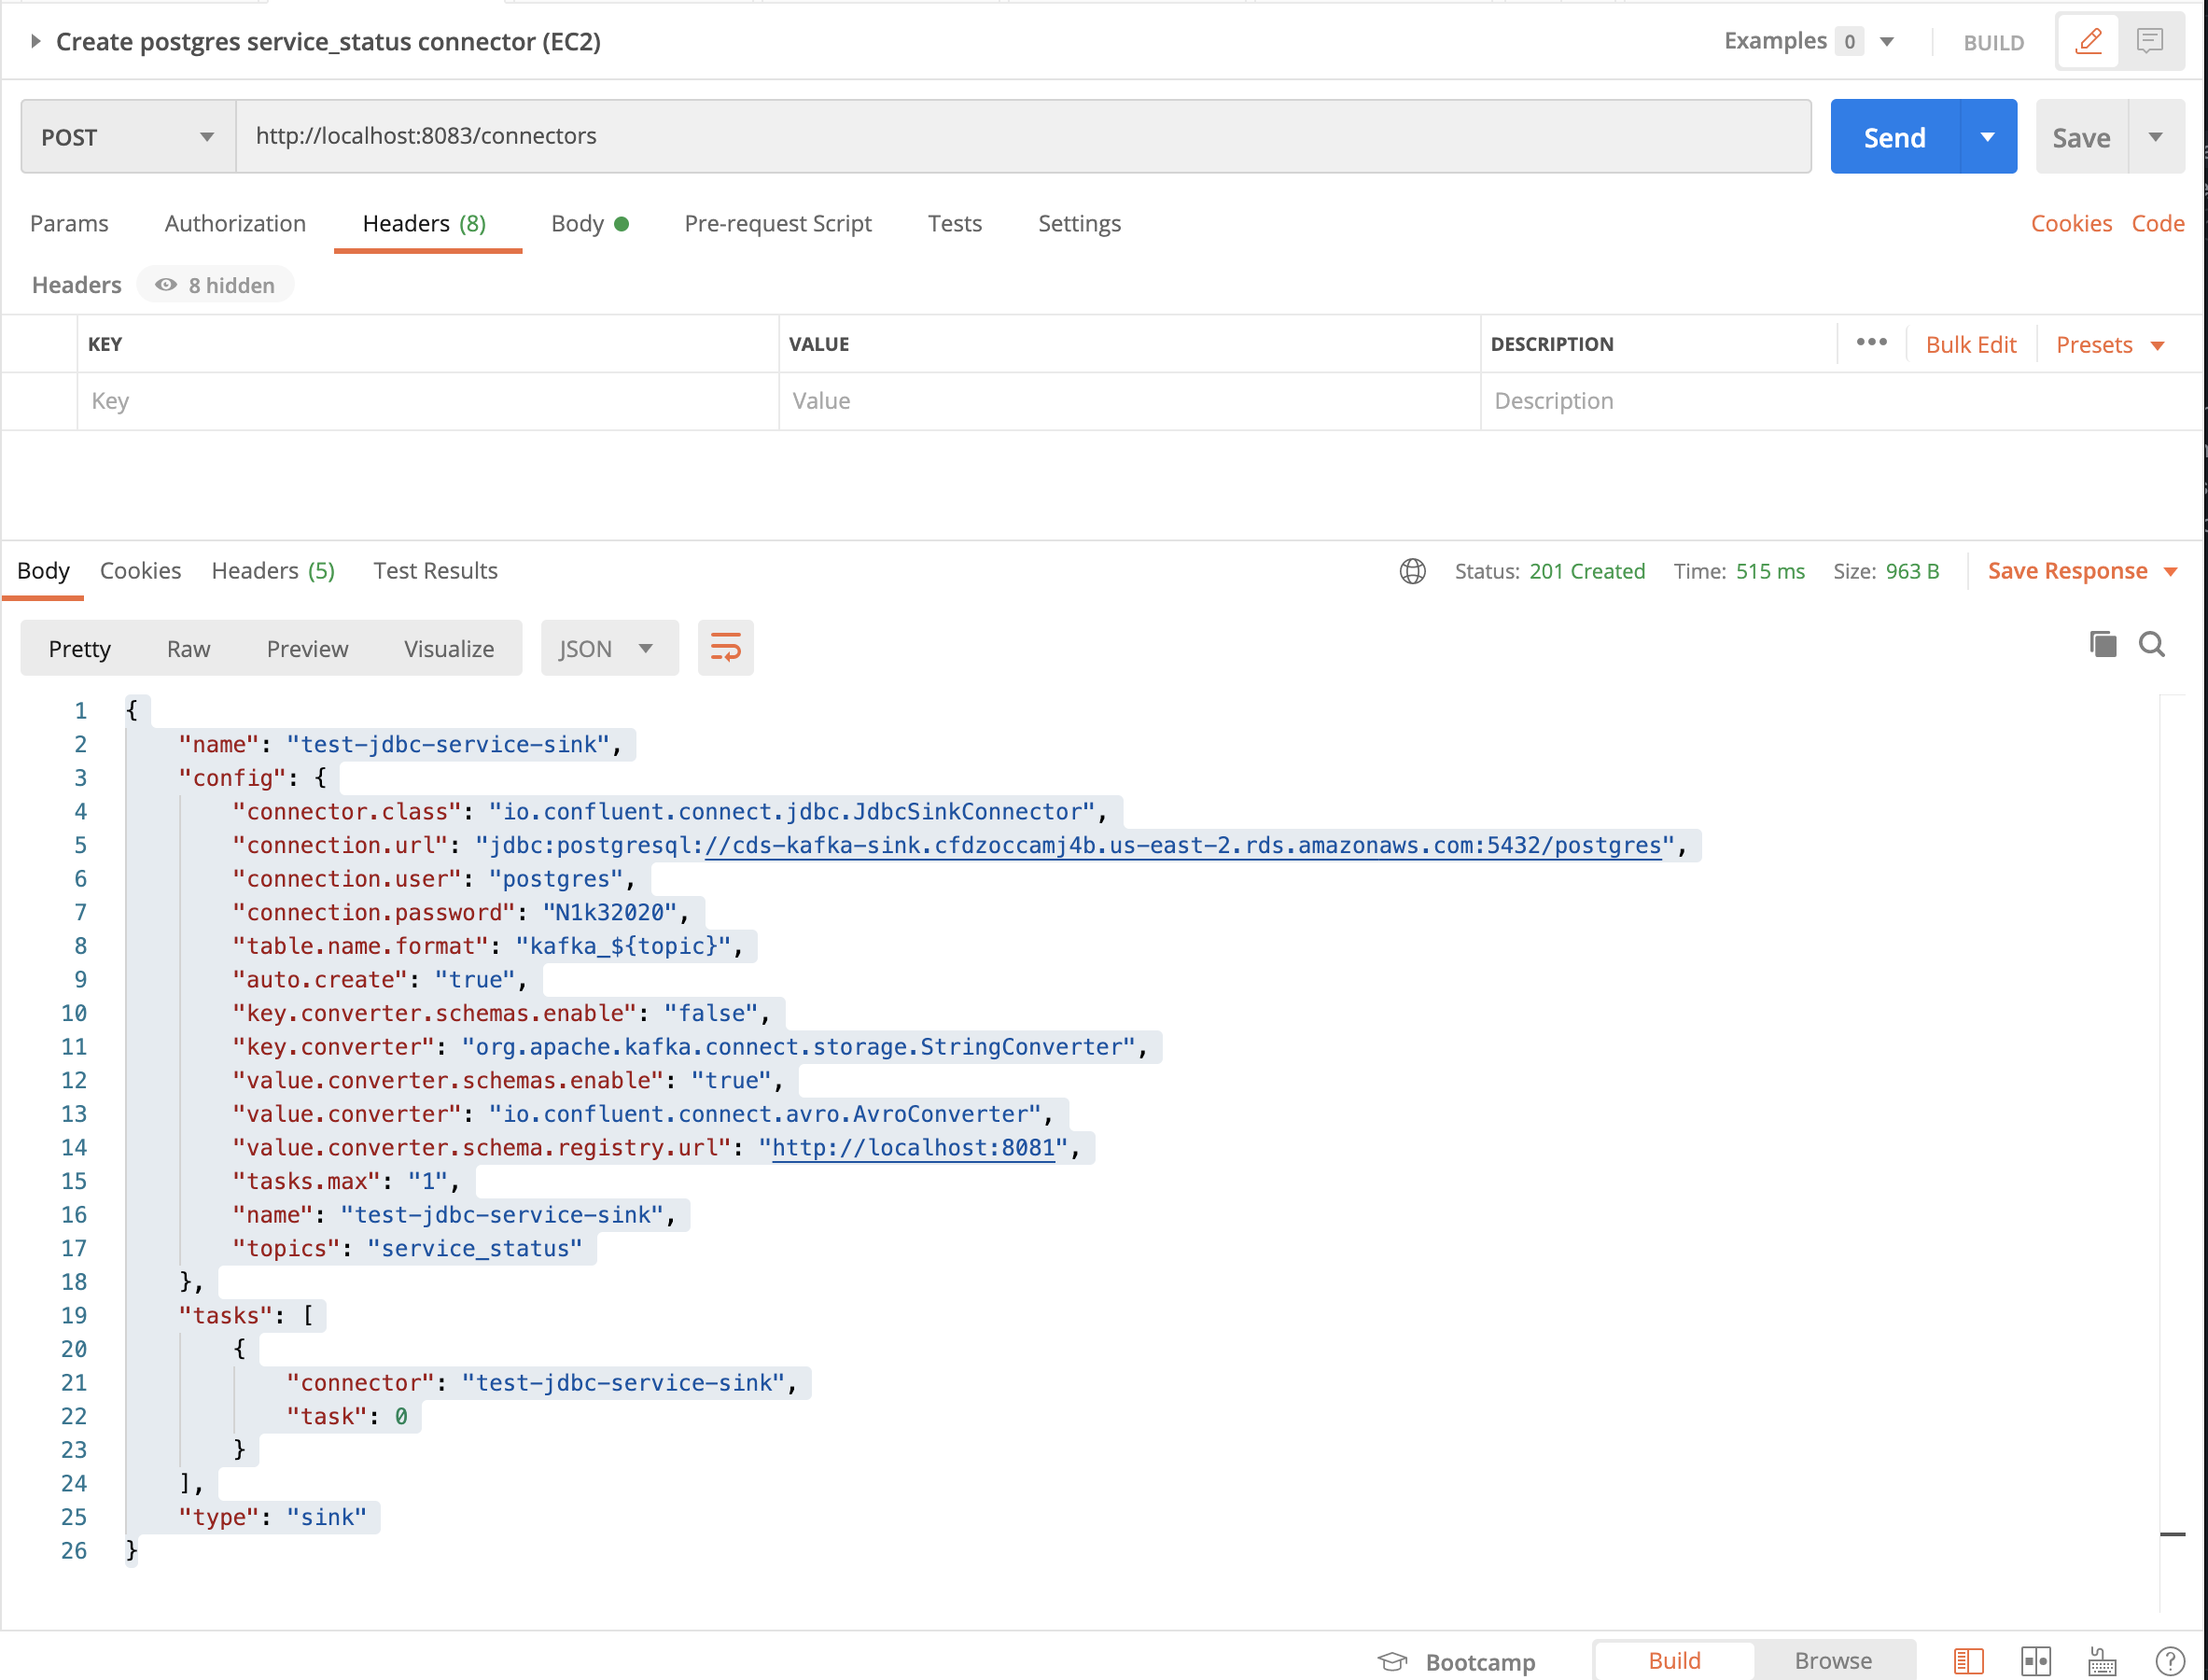 Create postgres service_status connector (EC2)
Examples 0 BUILD
POST http://localhost:8083/connectors Send Save
Params Authorization Headers (8) Body Pre-request Script Tests Settings Cookies Code
Headers 8 hidden
KEY VALUE DESCRIPTION ••• Bulk Edit Presets
Key Value Description
Body Cookies Headers (5) Test Results Status: 201 Created Time: 515 ms Size: 963 B Save Response
Pretty Raw Preview Visualize JSON
1 {
2 "name": "test-jdbc-service-sink",
3 "config": {
4 "connector.class": "io.confluent.connect.jdbc.JdbcSinkConnector",
5 "connection.url": "jdbc:postgresql://cds-kafka-sink.cfdzoccamj4b.us-east-2.rds.amazonaws.com:5432/postgres",
6 "connection.user": "postgres",
7 "connection.password": "N1k32020",
8 "table.name.format": "kafka_${topic}",
9 "auto.create": "true",
10 "key.converter.schemas.enable": "false",
11 "key.converter": "org.apache.kafka.connect.storage.StringConverter",
12 "value.converter.schemas.enable": "true",
13 "value.converter": "io.confluent.connect.avro.AvroConverter",
14 "value.converter.schema.registry.url": "http://localhost:8081",
15 "tasks.max": "1",
16 "name": "test-jdbc-service-sink",
17 "topics": "service_status"
18 },
19 "tasks": [
20 {
21 "connector": "test-jdbc-service-sink",
22 "task": 0
23 }
24 ],
25 "type": "sink"
26 }
Bootcamp Build Browse